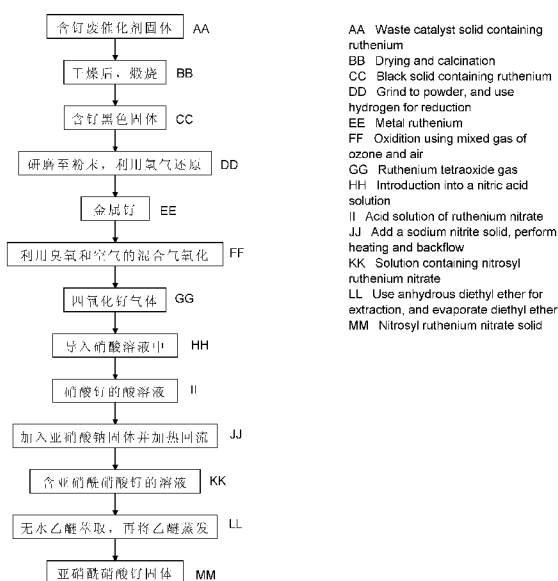 含钌废催化剂固体 AA
干燥后，煅烧 BB
含钌黑色固体 CC
研磨至粉末，利用氢气还原 DD
金属钌 EE
利用臭氧和空气的混合气氧化 FF
四氧化钌气体 GG
导入硝酸溶液中 HH
硝酸钌的酸溶液 II
加入亚硝酸钠固体并加热回流 JJ
含亚硝酰硝酸钌的溶液 KK
无水乙醚萃取，再将乙醚蒸发 LL
亚硝酰硝酸钌固体 MM
AA Waste catalyst solid containing
ruthenium
BB Drying and calcination
CC Black solid containing ruthenium
DD Grind to powder, and use
hydrogen for reduction
EE Metal ruthenium
FF Oxidition using mixed gas of
ozone and air
GG Ruthenium tetraoxide gas
HH Introduction into a nitric acid
solution
II Acid solution of ruthenium nitrate
JJ Add a sodium nitrite solid, perform
heating and backflow
KK Solution containing nitrosyl
ruthenium nitrate
LL Use anhydrous diethyl ether for
extraction, and evaporate diethyl ether
MM Nitrosyl ruthenium nitrate solid